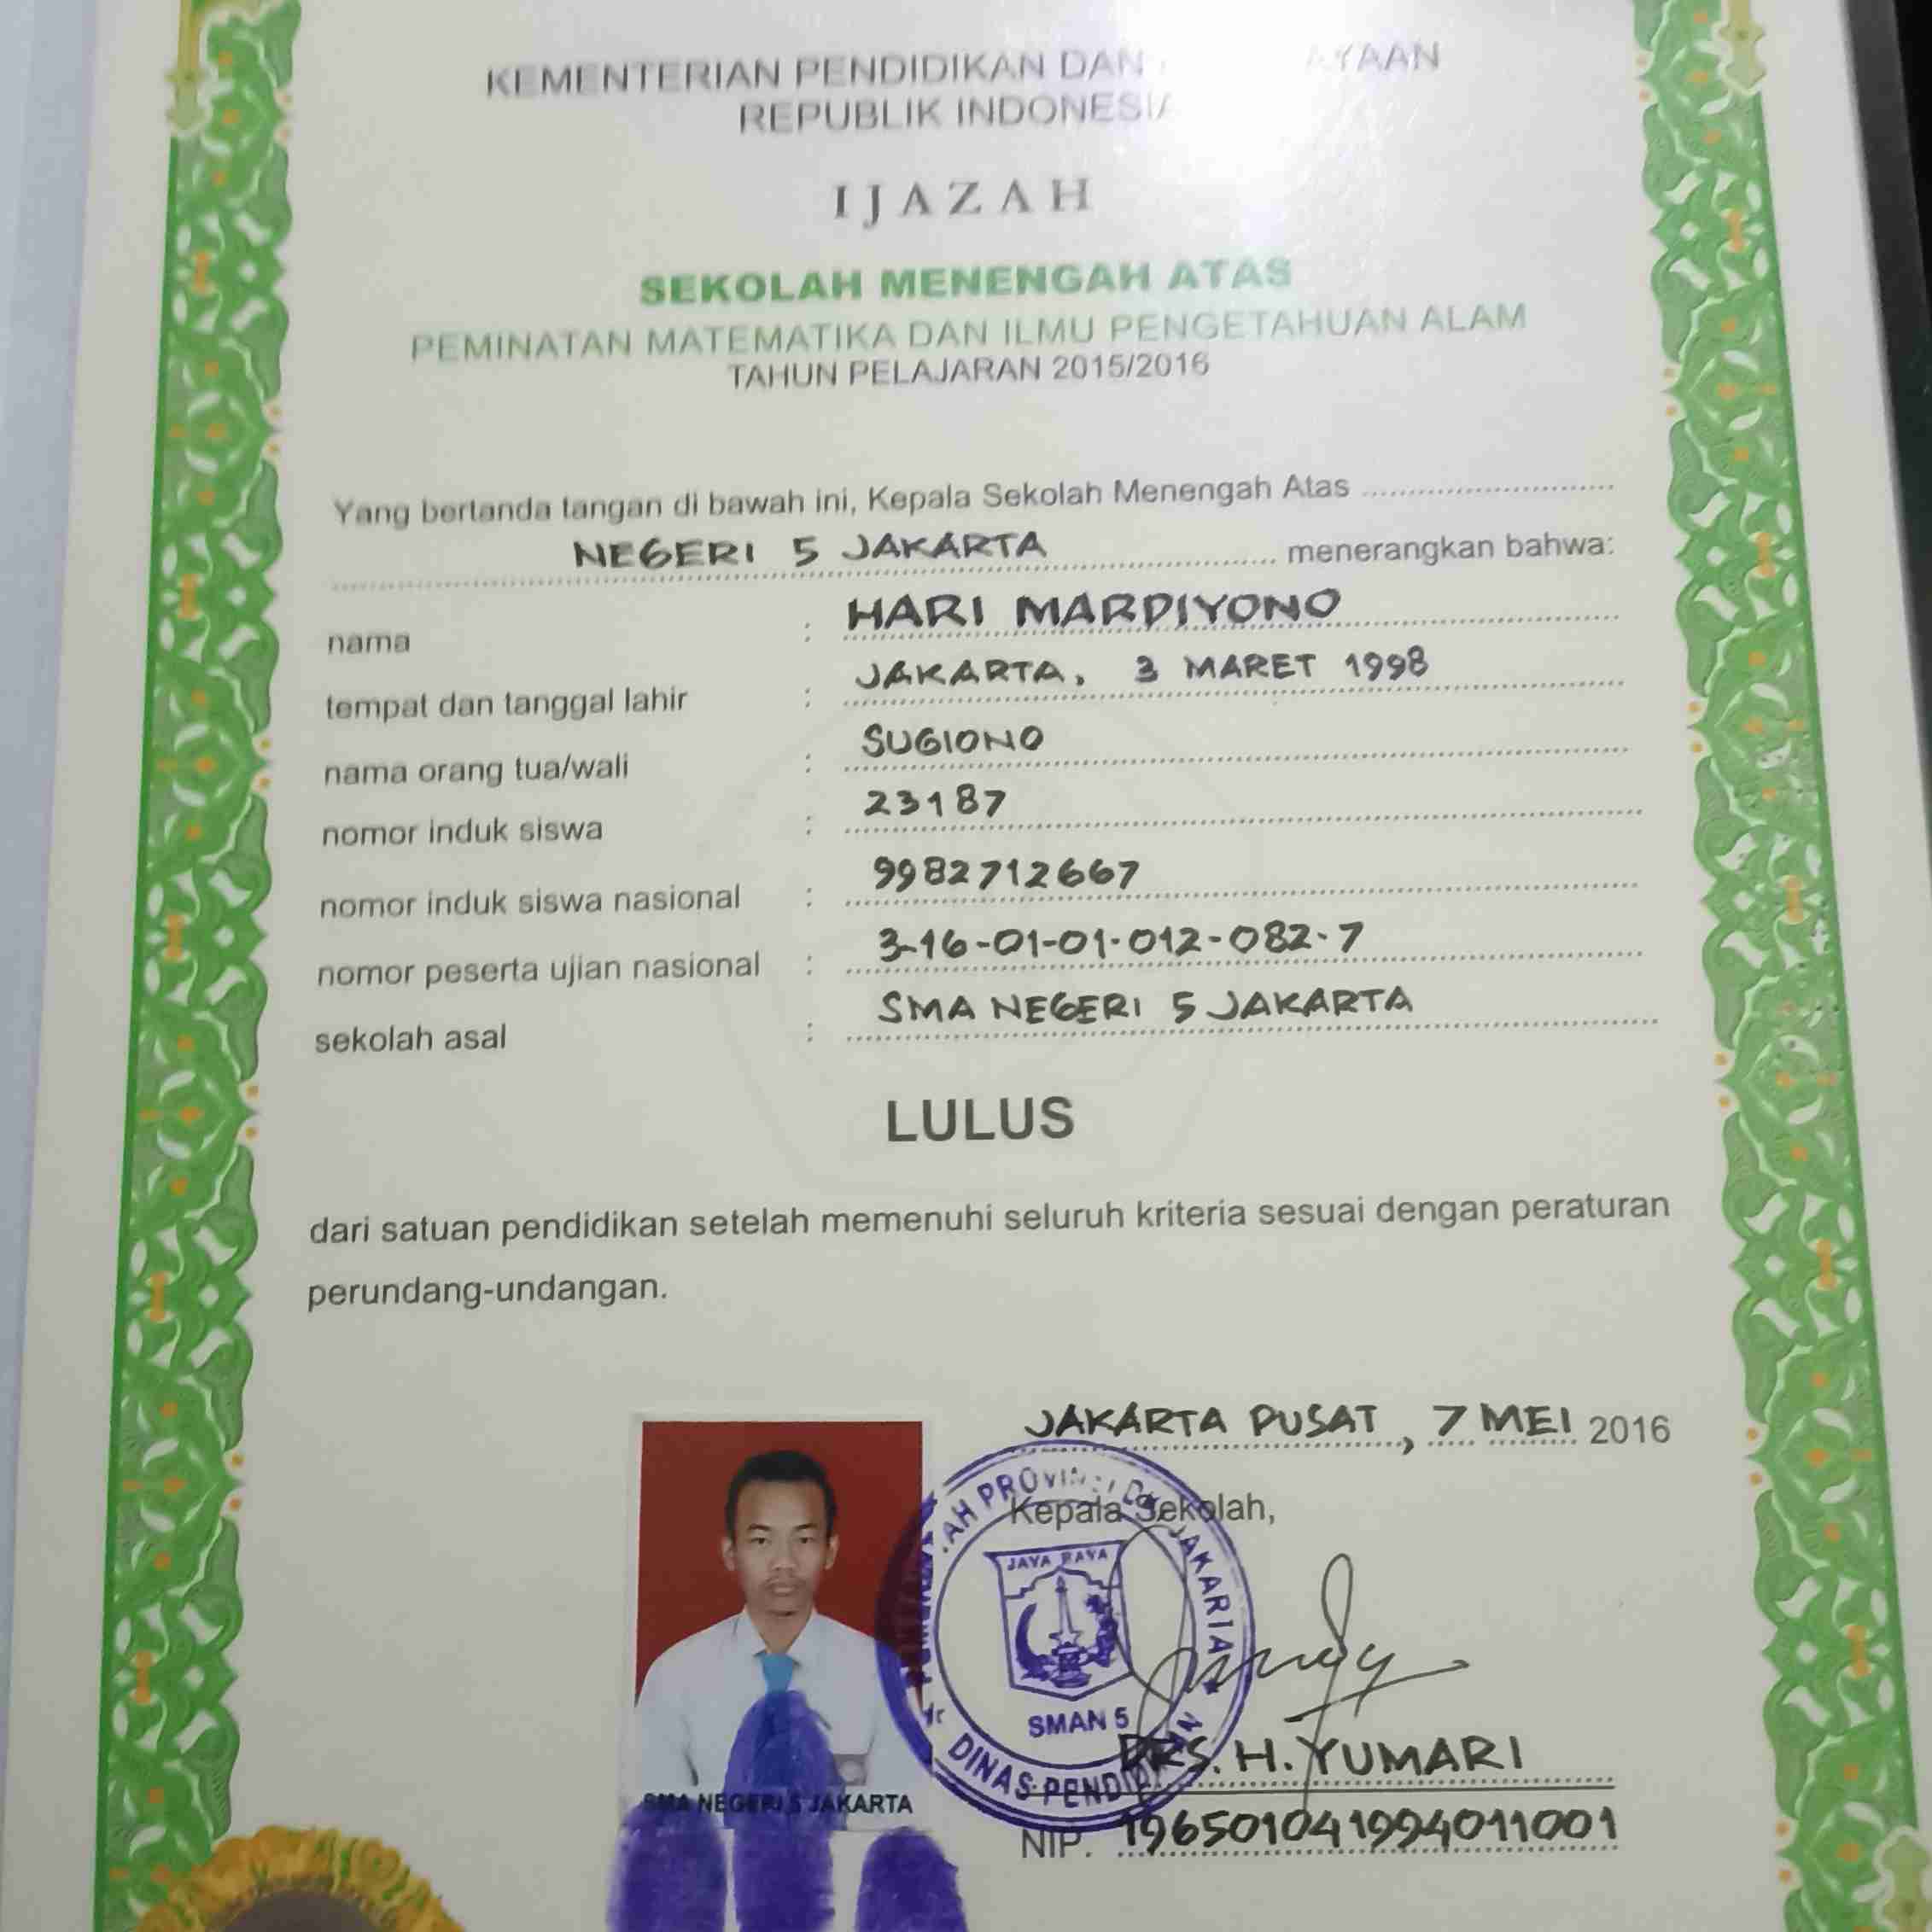 KEMENTERIAN PENDIDIKAN DAN
REPUBLIK INDONESIA
IJAZAH
SEKOLAH MENENGAH ATAS
PEMINATAN MATEMATIKA DAN ILMU PENGETAHUAN ALAM
TAHUN PELAJARAN 2015/2016
Yang bertanda tangan di bawah ini, Kepala Sekolah Menengah Atas
NEGERI 5 JAKARTA menerangkan bahwa:
nama : HARI MARDIYONO
tempat dan tanggal lahir : JAKARTA, 3 MARET 1998
nama orang tua/wali : SUGIONO
nomor induk siswa : 23187
nomor induk siswa nasional : 9982712667
nomor peserta ujian nasional : 3-16-01-01-012-082-7
sekolah asal : SMA NEGERI 5 JAKARTA
LULUS
dari satuan pendidikan setelah memenuhi seluruh kriteria sesuai dengan peraturan
perundang-undangan.
JAKARTA PUSAT, 7 MEI 2016
Kepala Sekolah,
JAYA RAYA
SMAN 5
DINAS PENDIDIKAN
DRS. H. YUMARI
SMA NEGERI 5 JAKARTA
NIP. 196501041994011001